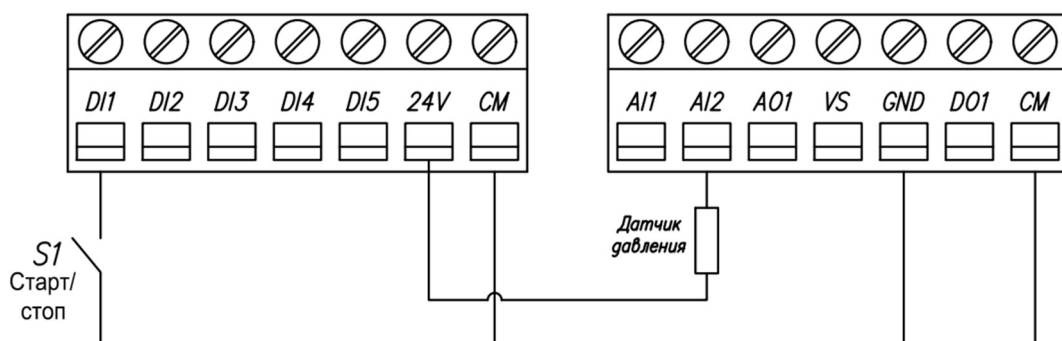 DI1 DI2 DI3 DI4 DI5 24V CM
AI1 AI2 AO1 VS GND DO1 CM
S1
Старт/
стоп
Датчик
давления